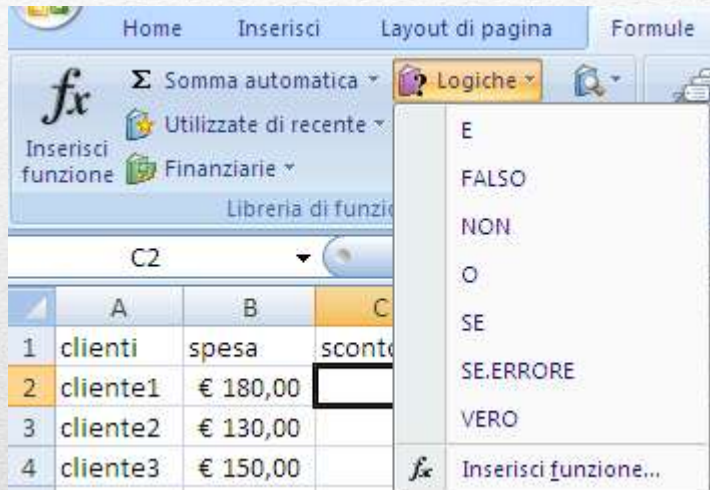 Home Inserisci Layout di pagina Formule
fx Inserisci funzione
Σ Somma automatica
Utilizzate di recente
Finanziarie
Logiche
Libreria di
E
FALSO
NON
O
SE
SE.ERRORE
VERO
fx Inserisci funzione...
C2
A B C
1 clienti spesa
2 cliente1 € 180,00
3 cliente2 € 130,00
4 cliente3 € 150,00